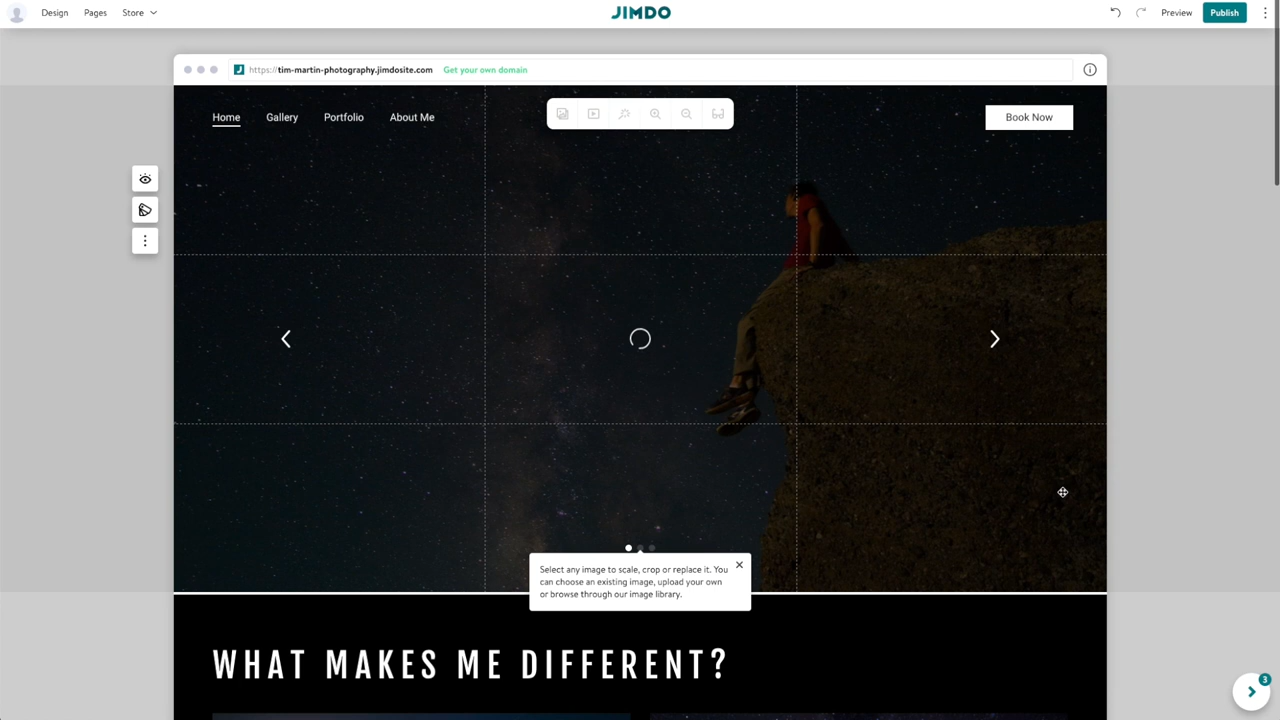 Design
Pages
Store
JIMDO
Preview
Publish
https://tim-martin-photography.jimdosite.com
Get your own domain
Home
Gallery
Portfolio
About Me
Book Now
Select any image to scale, crop or replace it. You
can choose an existing image, upload your own
or browse through our image library.
WHAT MAKES ME DIFFERENT?
3